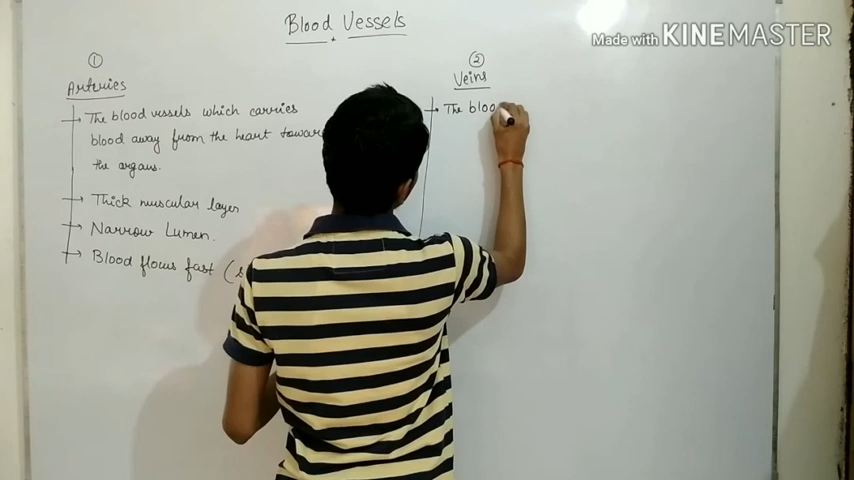 Blood Vessels
Made with KINEMASTER
①
Arteries
→ The blood vessels which carries
blood away from the heart towar
the organs.
→ Thick muscular layer
→ Narrow Lumen.
→ Blood flows fast (
②
Veins
→ The bloo